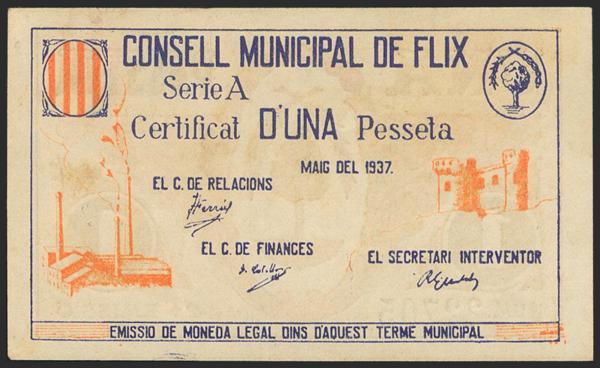 CONSELL MUNICIPAL DE FLIX
Serie A
Certificat D'UNA Pesseta
MAIG DEL 1937.
EL C. DE RELACIONS
EL C. DE FINANCES
EL SECRETARI INTERVENTOR
EMISSIO DE MONEDA LEGAL DINS D'AQUEST TERME MUNICIPAL